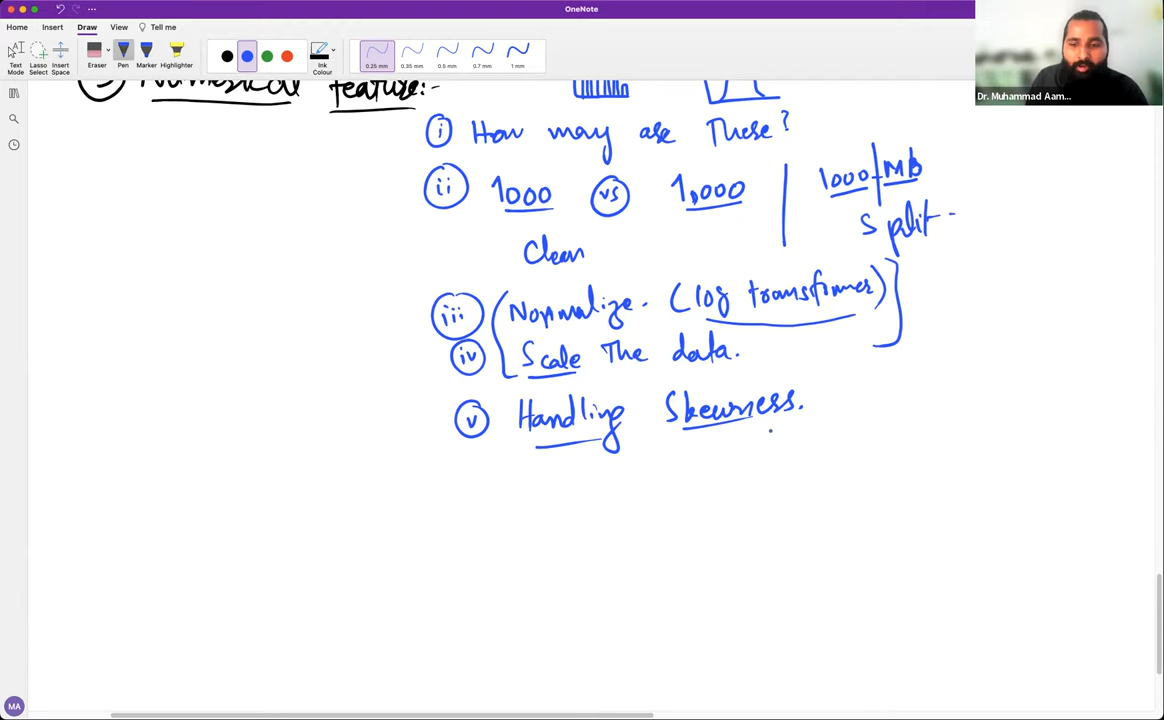 OneNote
Home Insert Draw View Tell me
Text Mode
Lasso Select
Insert Space
Eraser
Pen
Marker
Highlighter
Ink Colour
0.25 mm
0.35 mm
0.5 mm
0.7 mm
1 mm
Dr. Muhammad Aam...
Numerical feature:-
i How may are These?
ii 1000 vs 1,000 1000 MB
Split -
Clean
iii Normalize. (log transfimer)
iv Scale The data.
v Handling Skewness.
MA